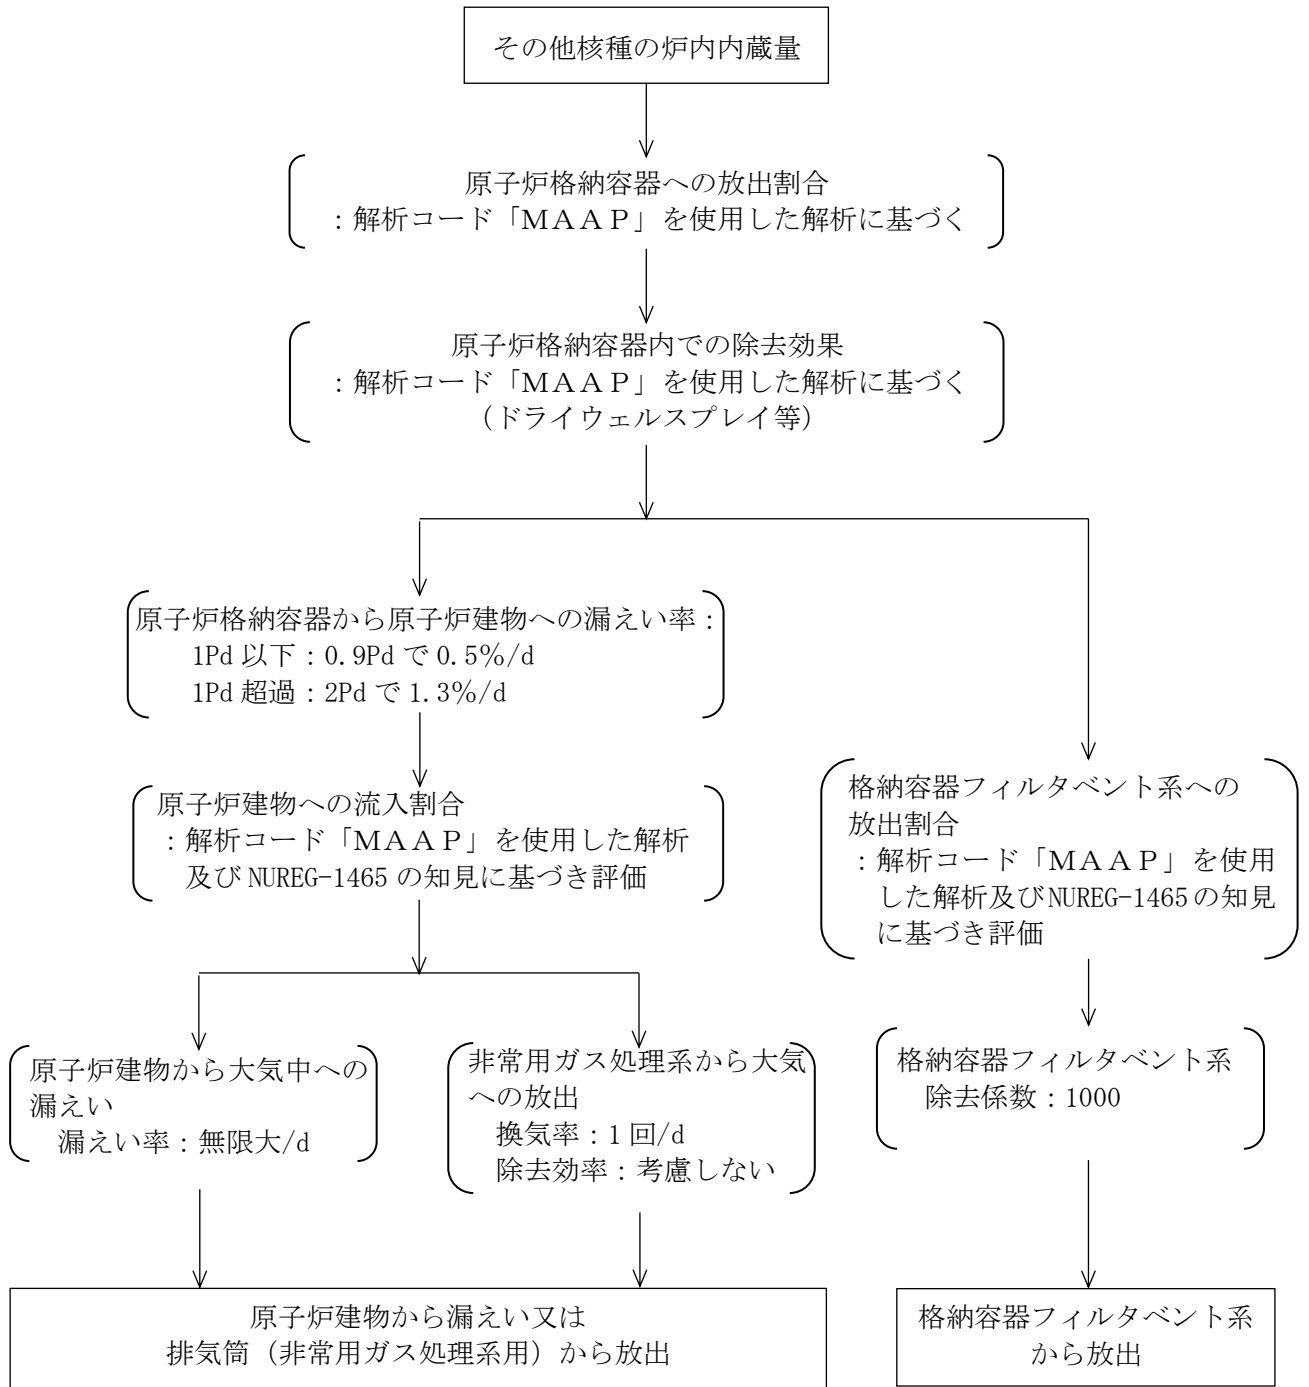 その他核種の炉内内蔵量
原子炉格納容器への放出割合
：解析コード「ＭＡＡＰ」を使用した解析に基づく
原子炉格納容器内での除去効果
：解析コード「ＭＡＡＰ」を使用した解析に基づく
（ドライウェルスプレイ等）
原子炉格納容器から原子炉建物への漏えい率：
1Pd 以下：0.9Pd で 0.5%/d
1Pd 超過：2Pd で 1.3%/d
原子炉建物への流入割合
：解析コード「ＭＡＡＰ」を使用した解析
及び NUREG-1465 の知見に基づき評価
格納容器フィルタベント系への
放出割合
：解析コード「ＭＡＡＰ」を使用
した解析及び NUREG-1465 の知見
に基づき評価
原子炉建物から大気中への
漏えい
漏えい率：無限大/d
非常用ガス処理系から大気
への放出
換気率：1 回/d
除去効率：考慮しない
格納容器フィルタベント系
除去係数：1000
原子炉建物から漏えい又は
排気筒（非常用ガス処理系用）から放出
格納容器フィルタベント系
から放出